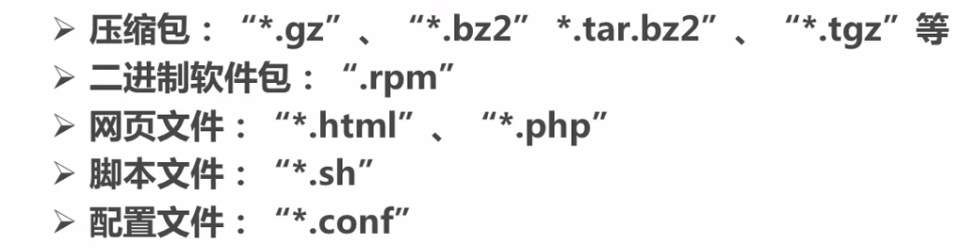 ➢ 压缩包：“*.gz”、“*.bz2” *.tar.bz2”、“*.tgz”等
➢ 二进制软件包：“.rpm”
➢ 网页文件：“*.html”、“*.php”
➢ 脚本文件：“*.sh”
➢ 配置文件：“*.conf”